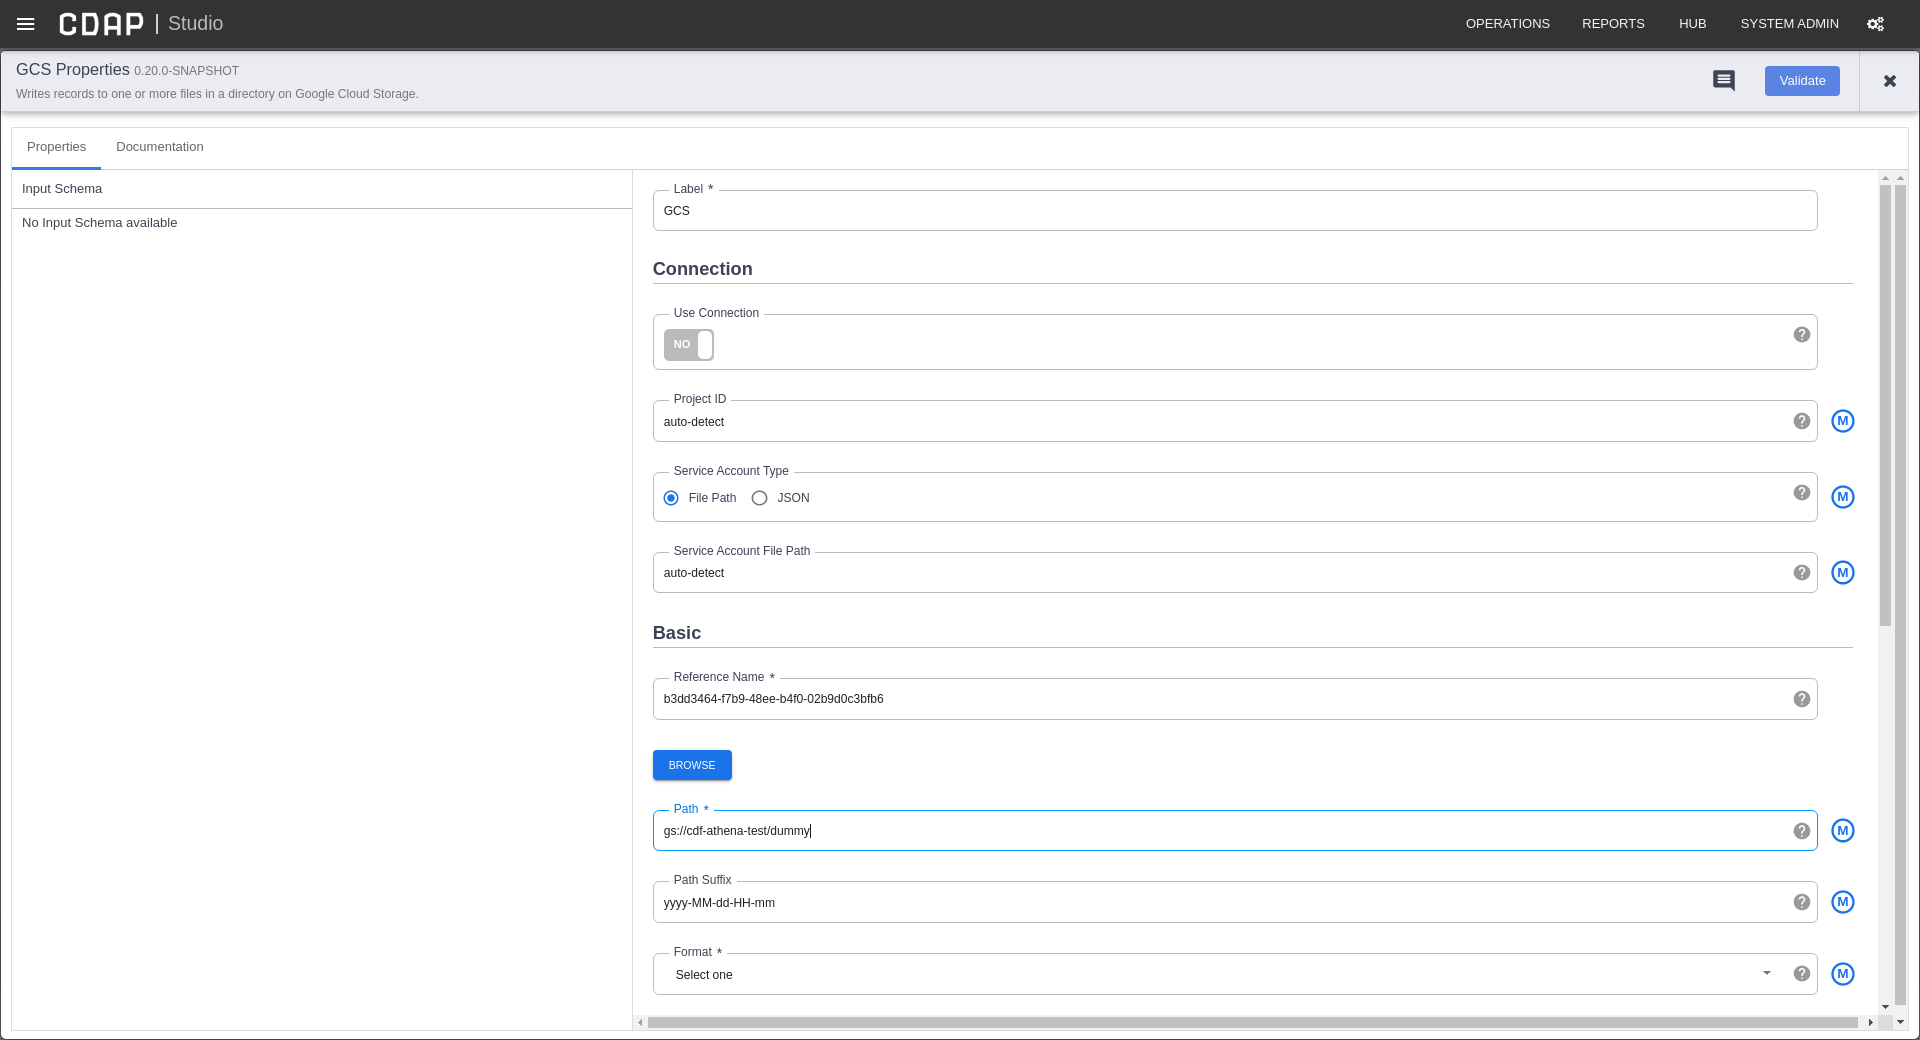 CDAP | Studio
OPERATIONS REPORTS HUB SYSTEM ADMIN
GCS Properties 0.20.0-SNAPSHOT
Writes records to one or more files in a directory on Google Cloud Storage.
Validate
Properties Documentation
Input Schema
No Input Schema available
Label *
GCS
Connection
Use Connection
NO
Project ID
auto-detect
M
Service Account Type
File Path JSON
M
Service Account File Path
auto-detect
M
Basic
Reference Name *
b3dd3464-f7b9-48ee-b4f0-02b9d0c3bfb6
BROWSE
Path *
gs://cdf-athena-test/dummy
M
Path Suffix
yyyy-MM-dd-HH-mm
M
Format *
Select one
M